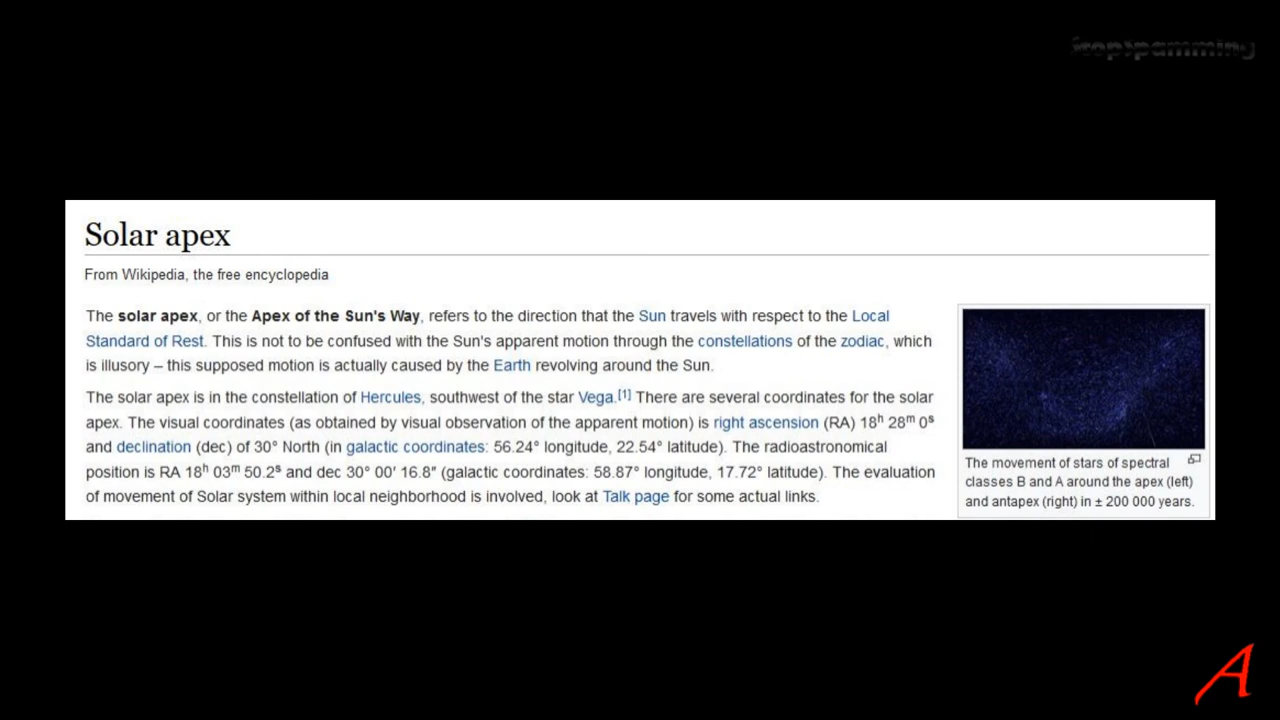 Solar apex
From Wikipedia, the free encyclopedia
The solar apex, or the Apex of the Sun's Way, refers to the direction that the Sun travels with respect to the Local
Standard of Rest. This is not to be confused with the Sun's apparent motion through the constellations of the zodiac, which
is illusory – this supposed motion is actually caused by the Earth revolving around the Sun.
The solar apex is in the constellation of Hercules, southwest of the star Vega.[1] There are several coordinates for the solar
apex. The visual coordinates (as obtained by visual observation of the apparent motion) is right ascension (RA) 18h 28m 0s
and declination (dec) of 30° North (in galactic coordinates: 56.24° longitude, 22.54° latitude). The radioastronomical
position is RA 18h 03m 50.2s and dec 30° 00′ 16.8″ (galactic coordinates: 58.87° longitude, 17.72° latitude). The evaluation
of movement of Solar system within local neighborhood is involved, look at Talk page for some actual links.
The movement of stars of spectral
classes B and A around the apex (left)
and antapex (right) in ± 200 000 years.
A